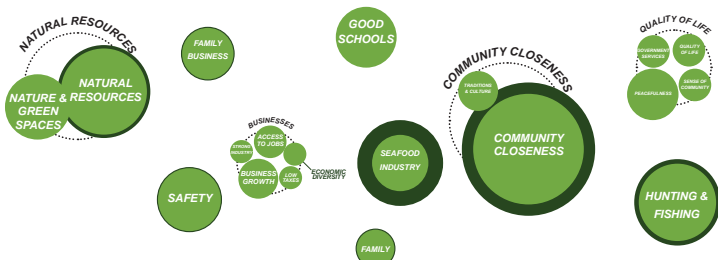 NATURAL RESOURCES
NATURE &
GREEN
SPACES
NATURAL
RESOURCES
FAMILY
BUSINESS
SAFETY
BUSINESSES
STRONG
INDUSTRY
ACCESS
TO JOBS
BUSINESS
GROWTH
LOW
TAXES
ECONOMIC
DIVERSITY
GOOD
SCHOOLS
SEAFOOD
INDUSTRY
FAMILY
COMMUNITY CLOSENESS
TRADITIONS
& CULTURE
COMMUNITY
CLOSENESS
QUALITY OF LIFE
GOVERNMENT
SERVICES
QUALITY
OF LIFE
PEACEFULNESS
SENSE OF
COMMUNITY
HUNTING &
FISHING